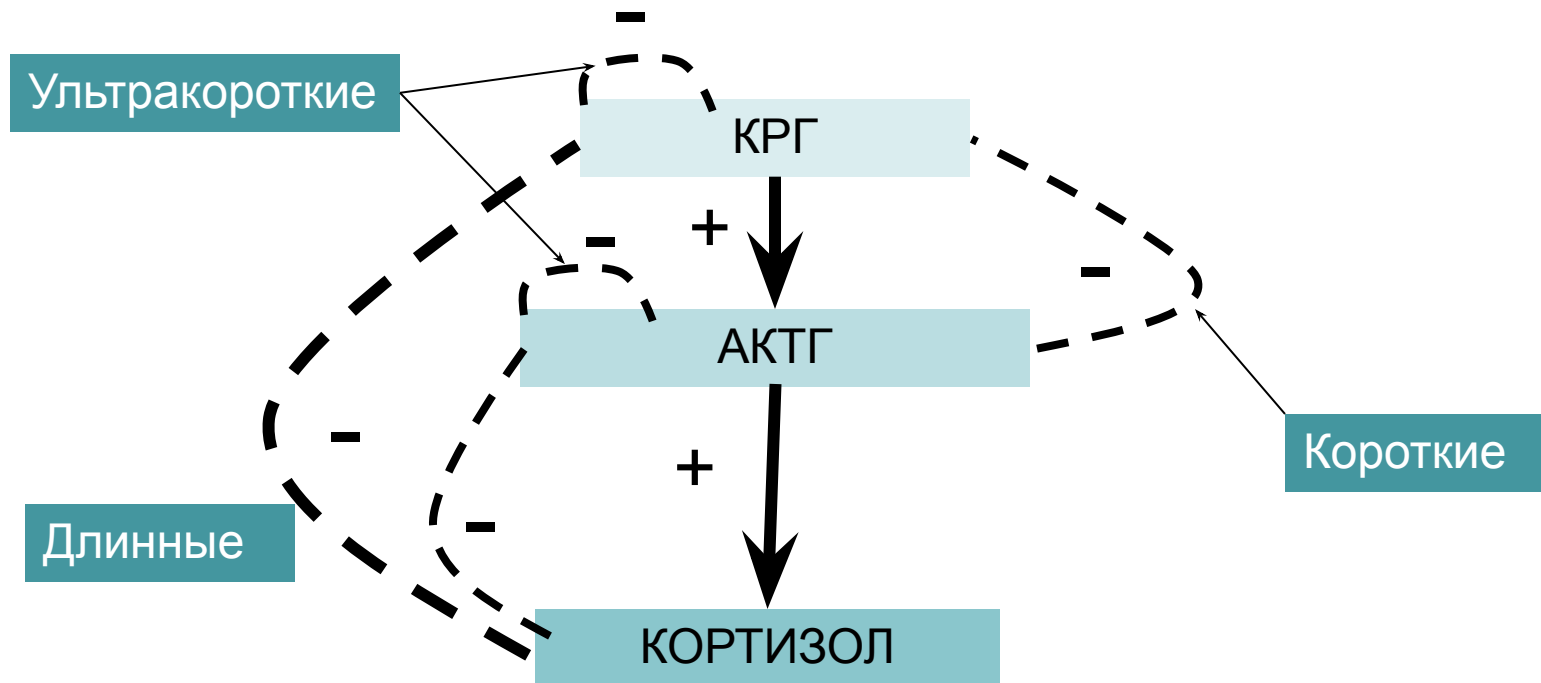 -
Ультракороткие
КРГ
+
-
-
АКТГ
-
+
Короткие
-
Длинные
КОРТИЗОЛ